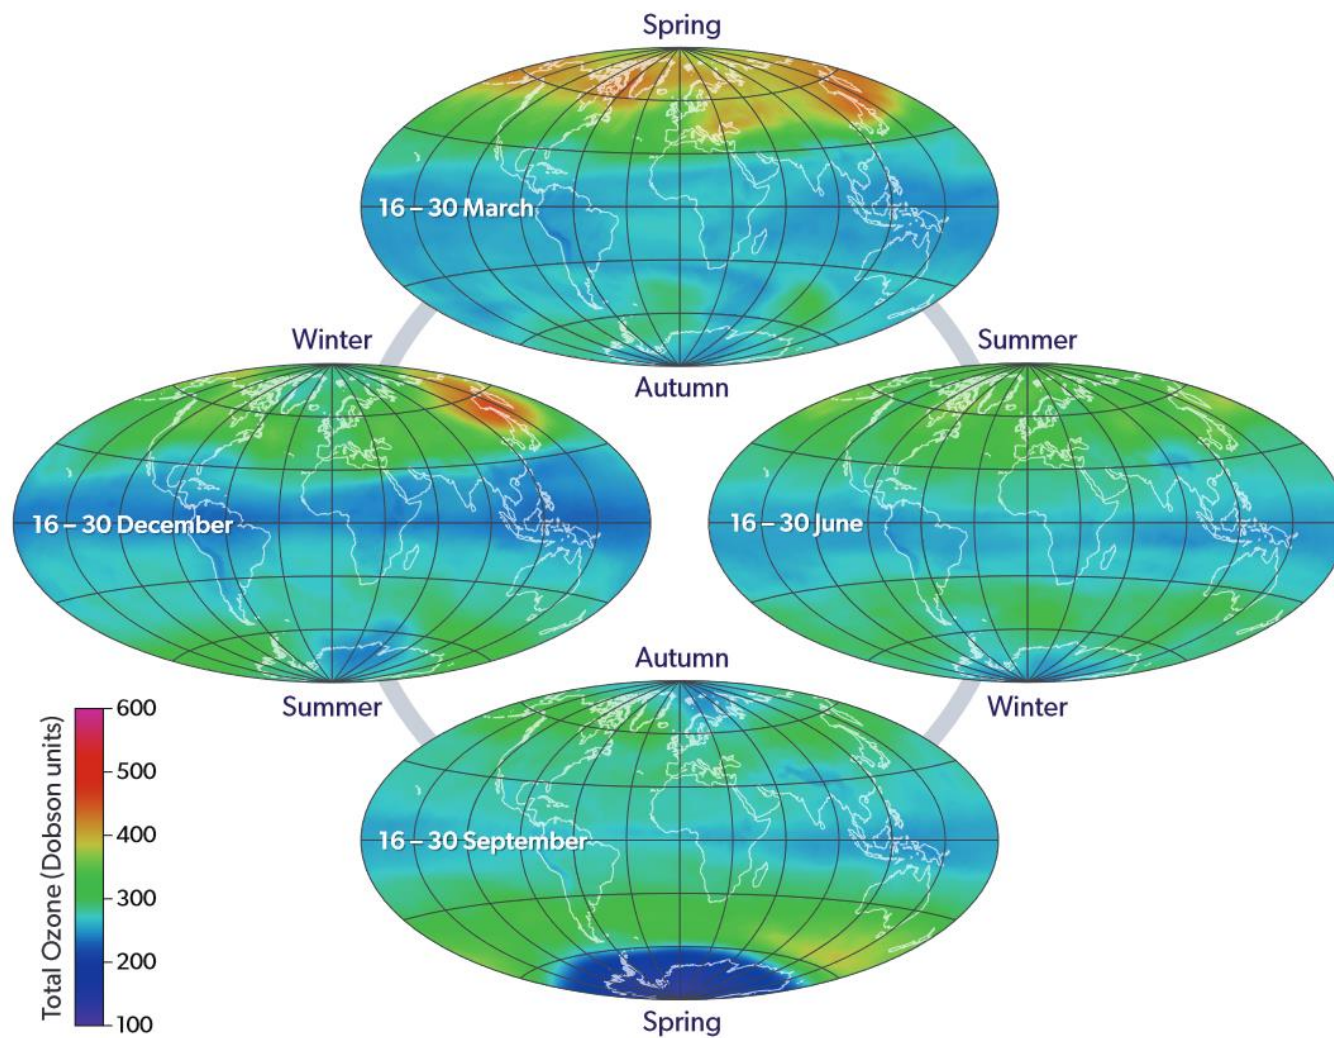 Spring
16 – 30 March
Autumn
Winter
16 – 30 December
Summer
Summer
16 – 30 June
Winter
Autumn
16 – 30 September
Spring
Total Ozone (Dobson units)
600
500
400
300
200
100